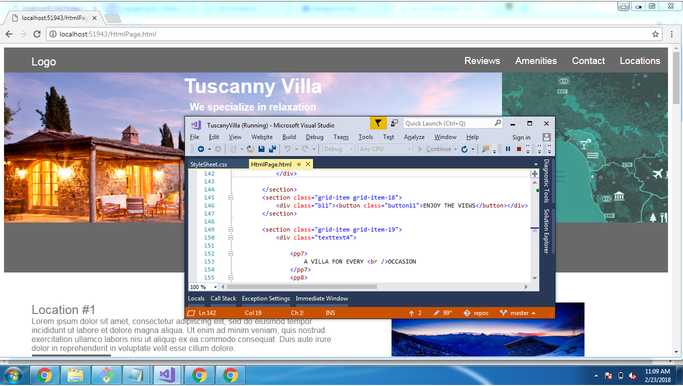 localhost:51943/HtmlPage
localhost:51943/HtmlPage.html
Logo
Reviews Amenities Contact Locations
Tuscanny Villa
We specialize in relaxation
TuscanyVilla (Running) - Microsoft Visual Studio
Quick Launch (Ctrl+Q)
File Edit View Website Build Debug Team Tools Test Analyze Window Help Sign in
Debug Any CPU Continue
StyleSheet.css HtmlPage.html
142 </div>
143
144 </section>
145 <section class="grid-item grid-item-18">
146 <div class="b11"><button class="button11">ENJOY THE VIEWS</button></div>
147 </section>
148
149 <section class="grid-item grid-item-19">
150 <div class="texttext4">
151
152 <pp7>
153 A VILLA FOR EVERY <br />OCCASION
154 </pp7>
155 <pp8>
100 %
Diagnostic Tools
Solution Explorer
Locals Call Stack Exception Settings Immediate Window
Ln 142 Col 19 Ch 1 INS 2 99* repos master
Location #1
Lorem ipsum dolor sit amet, consectetur adipiscing elit, sed do eiusmod tempor
incididunt ut labore et dolore magna aliqua. Ut enim ad minim veniam, quis nostrud
exercitation ullamco laboris nisi ut aliquip ex ea commodo consequat. Duis aute irure
dolor in reprehenderit in voluptate velit esse cillum dolore.
11:09 AM
2/23/2018